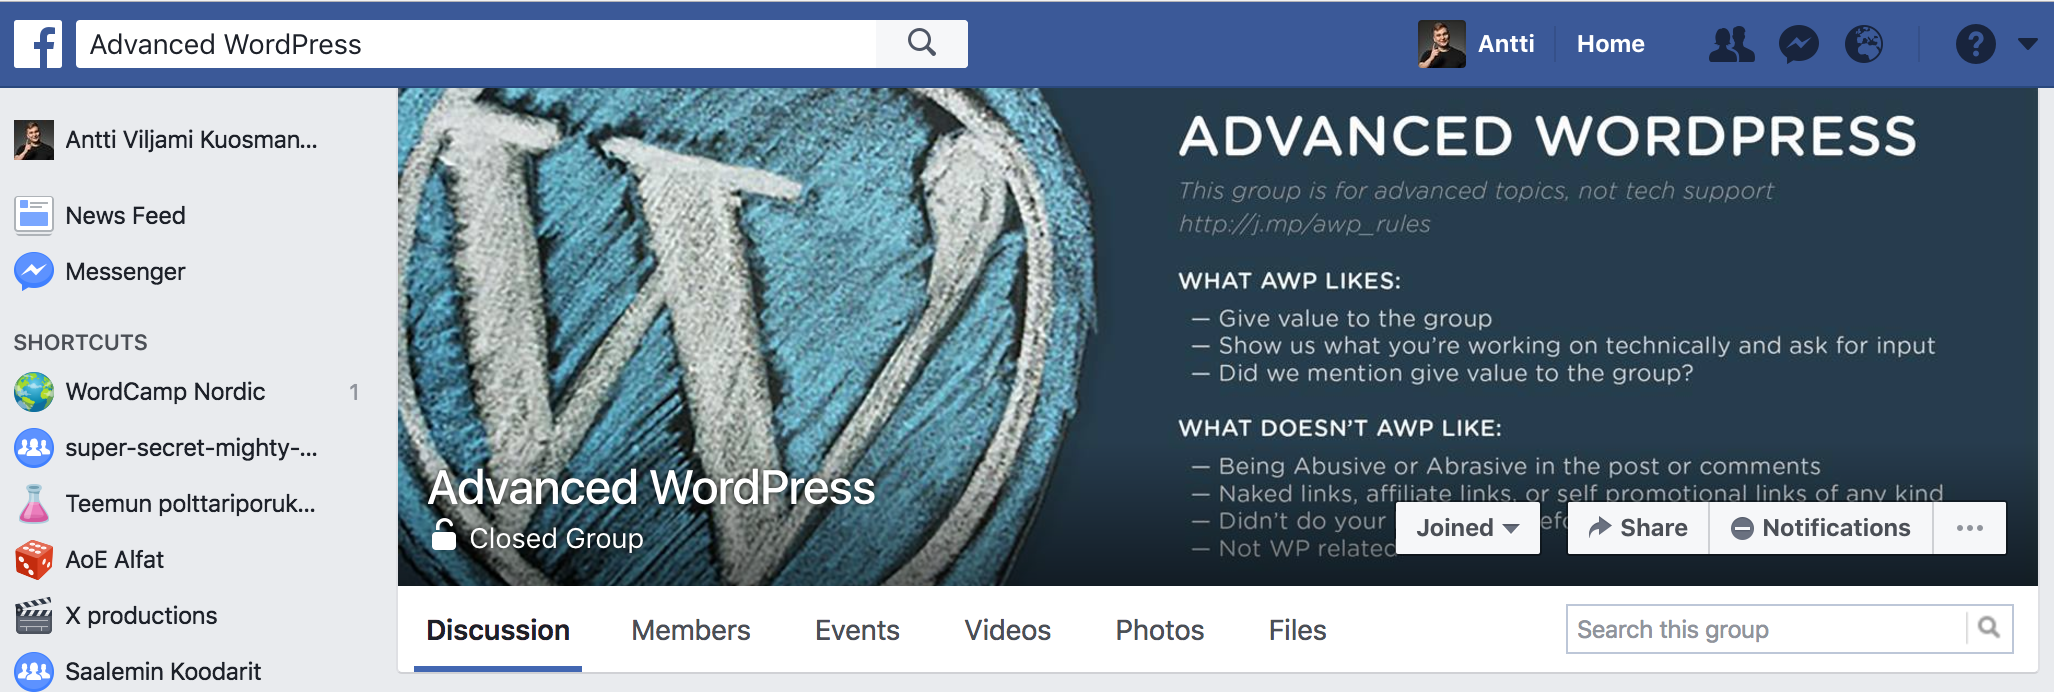 Advanced WordPress
Antti
Home
Antti Viljami Kuosman...
News Feed
Messenger
SHORTCUTS
WordCamp Nordic 1
super-secret-mighty-...
Teemun polttariporuk...
AoE Alfat
X productions
Saalemin Koodarit
ADVANCED WORDPRESS
This group is for advanced topics, not tech support
http://j.mp/awp_rules
WHAT AWP LIKES:
— Give value to the group
— Show us what you're working on technically and ask for input
— Did we mention give value to the group?
WHAT DOESN'T AWP LIKE:
— Being Abusive or Abrasive in the post or comments
— Naked links, affiliate links, or self promotional links of any kind
— Didn't do your
— Not WP related
Advanced WordPress
Closed Group
Joined
Share
Notifications
Discussion
Members
Events
Videos
Photos
Files
Search this group